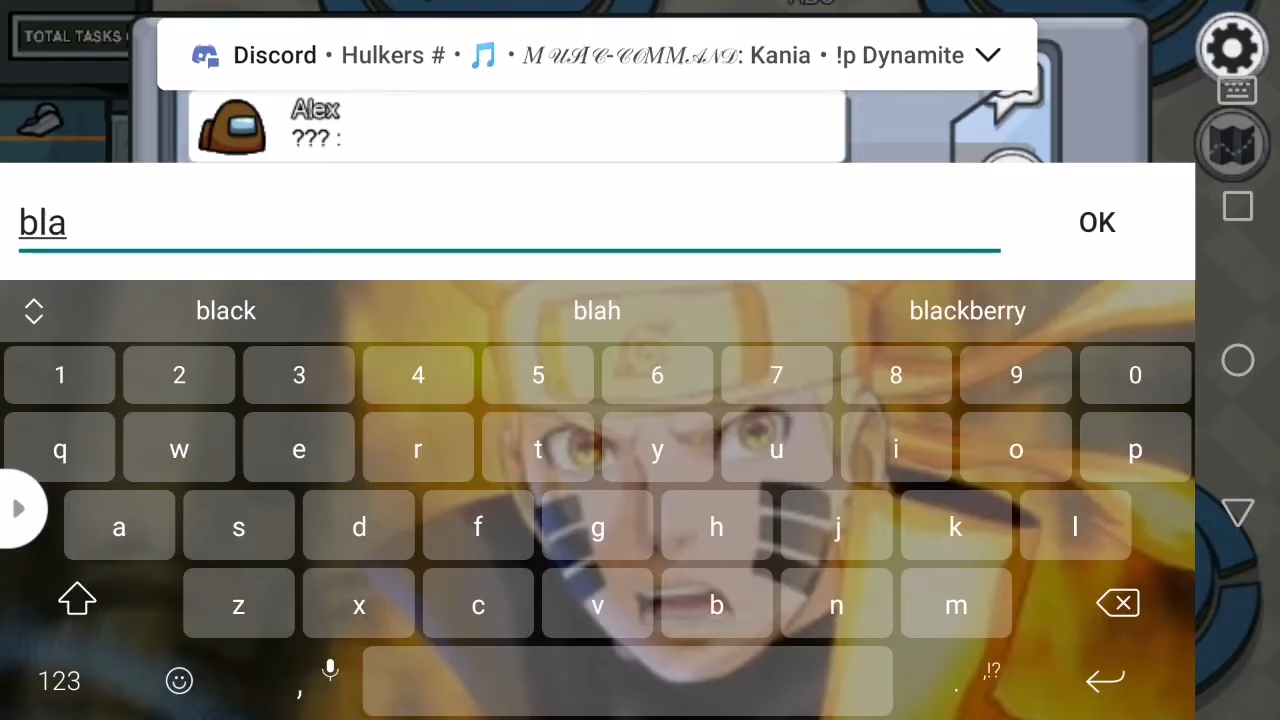 TOTAL TASKS
Discord • Hulkers # • 🎵 • 𝓜𝓤𝓢𝓘𝓒-𝓒𝓞𝓜𝓜𝓐𝓝𝓓: Kania • !p Dynamite
Alex
??? :
bla
OK
black blah blackberry
1 2 3 4 5 6 7 8 9 0
q w e r t y u i o p
a s d f g h j k l
z x c v b n m
123 , . ,!?